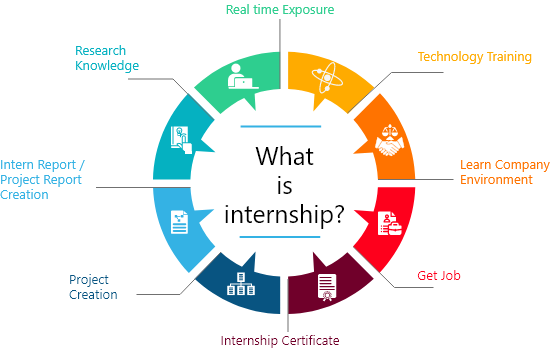 Real time Exposure
Technology Training
Research
Knowledge
What
is
internship?
Learn Company
Environment
Intern Report /
Project Report
Creation
Get Job
Project
Creation
Internship Certificate